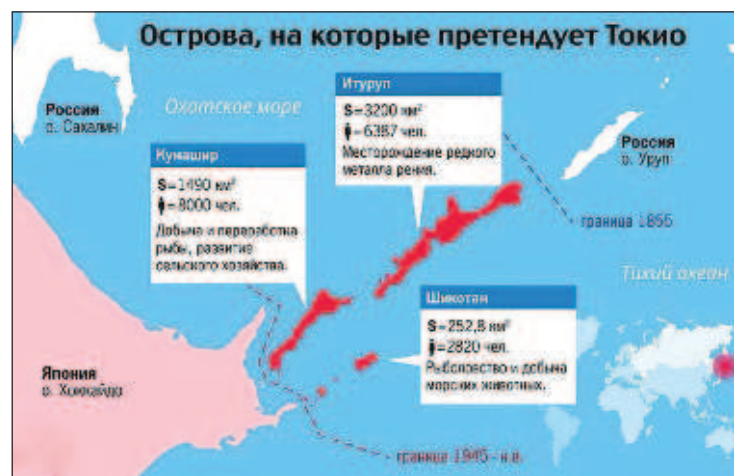 Острова, на которые претендует Токио
Россия
о. Сахалин
Охотское море
Итуруп
S=3200 км²
=6387 чел.
Месторождение редкого
металла рения.
Россия
о. Уруп
Кунашир
S=1490 км²
=8000 чел.
Добыча и переработка
рыбы, развитие
сельского хозяйства.
граница 1855
Тихий океан
Шикотан
S=252,8 км²
=2820 чел.
Рыболовство и добыча
морских животных.
Япония
о. Хоккайдо
граница 1945 - н.в.